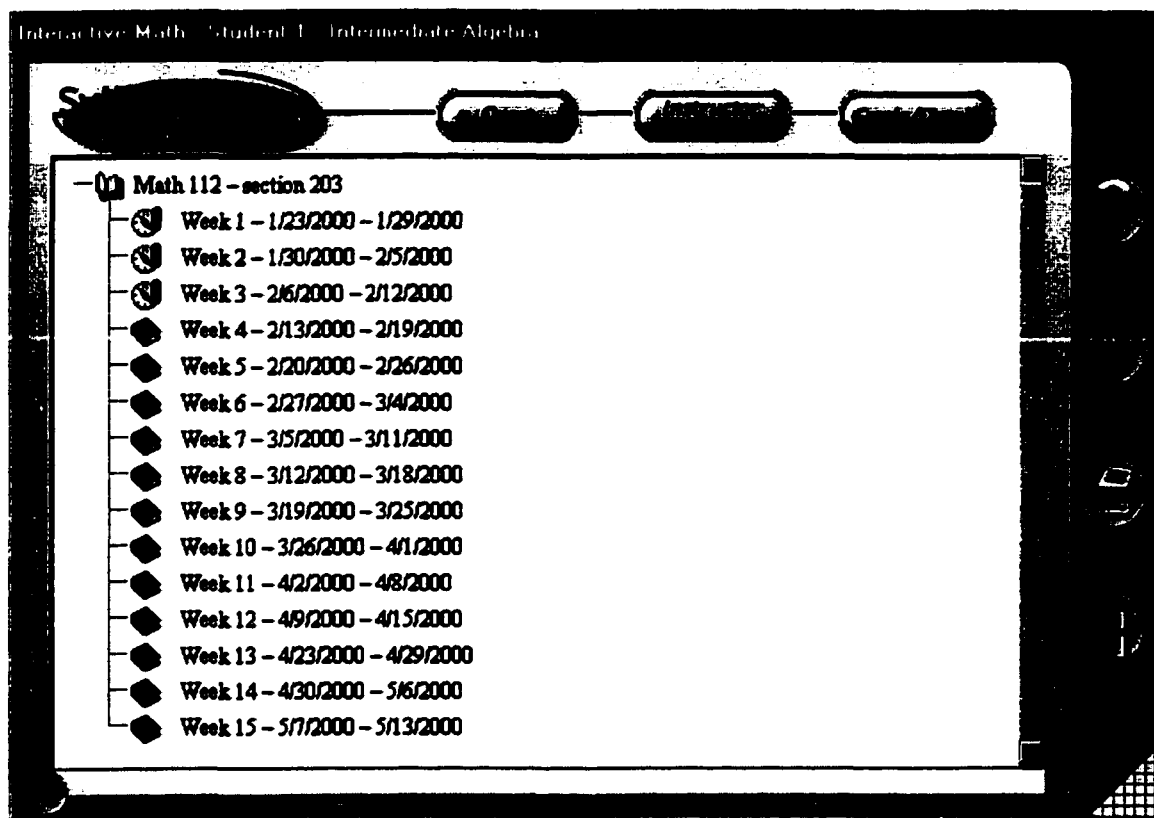 Interactive Math Student 1 Intermediate Algebra
Instructor
Math 112 – section 203
Week 1 – 1/23/2000 – 1/29/2000
Week 2 – 1/30/2000 – 2/5/2000
Week 3 – 2/6/2000 – 2/12/2000
Week 4 – 2/13/2000 – 2/19/2000
Week 5 – 2/20/2000 – 2/26/2000
Week 6 – 2/27/2000 – 3/4/2000
Week 7 – 3/5/2000 – 3/11/2000
Week 8 – 3/12/2000 – 3/18/2000
Week 9 – 3/19/2000 – 3/25/2000
Week 10 – 3/26/2000 – 4/1/2000
Week 11 – 4/2/2000 – 4/8/2000
Week 12 – 4/9/2000 – 4/15/2000
Week 13 – 4/23/2000 – 4/29/2000
Week 14 – 4/30/2000 – 5/6/2000
Week 15 – 5/7/2000 – 5/13/2000